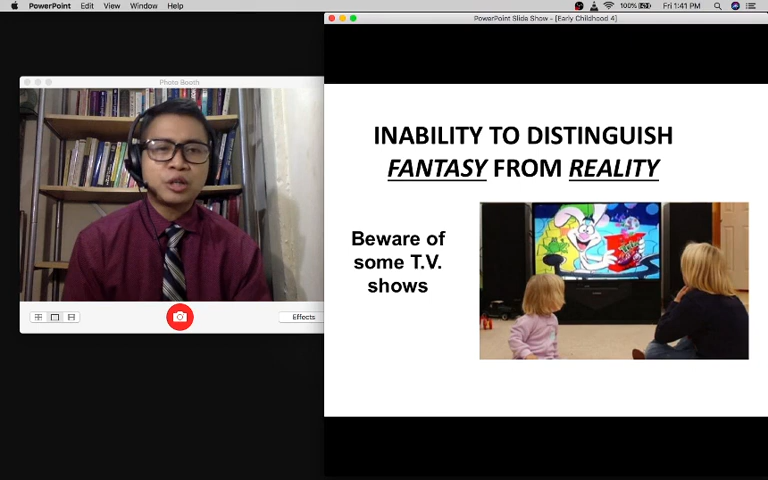 PowerPoint Edit View Window Help
100%
Fri 1:41 PM
PowerPoint Slide Show - [Early Childhood 4]
Photo Booth
Effects
INABILITY TO DISTINGUISH
FANTASY FROM REALITY
Beware of
some T.V.
shows